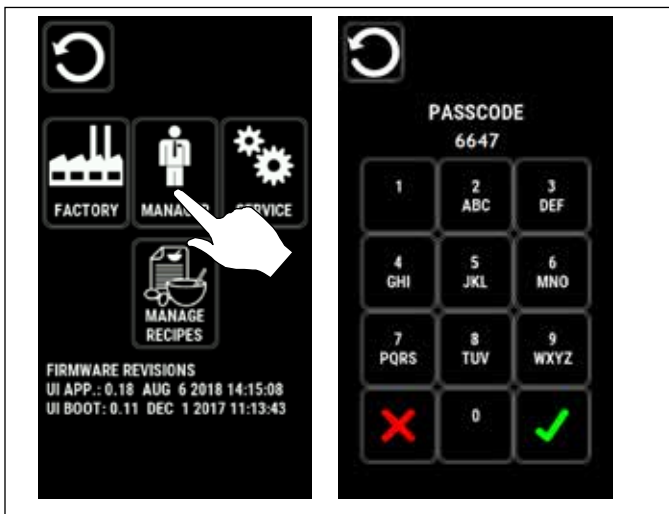 FACTORY
MANAGER
SERVICE
MANAGE
RECIPES
FIRMWARE REVISIONS
UI APP.: 0.18 AUG 6 2018 14:15:08
UI BOOT: 0.11 DEC 1 2017 11:13:43
PASSCODE
6647
1
2
ABC
3
DEF
4
GHI
5
JKL
6
MNO
7
PQRS
8
TUV
9
WXYZ
0